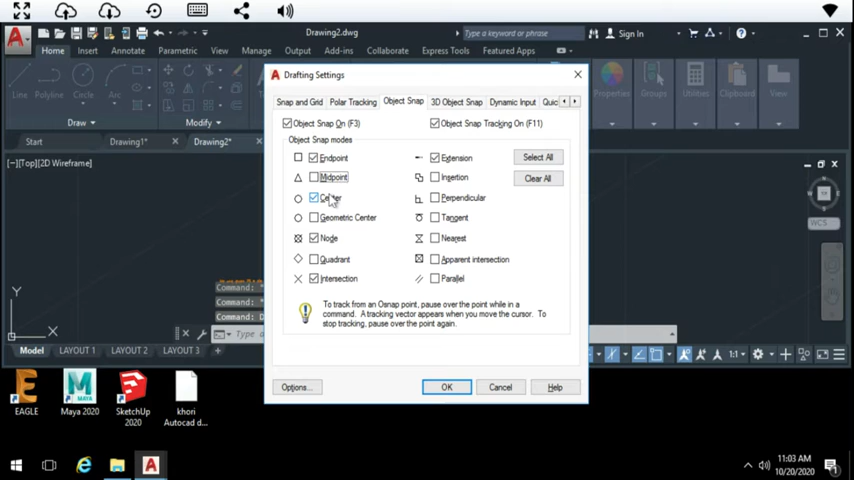 Drawing2.dwg
Type a keyword or phrase
Sign In
Home
Insert
Annotate
Parametric
View
Manage
Output
Add-ins
Collaborate
Express Tools
Featured Apps
Line
Polyline
Circle
Arc
Draw
Modify
Properties
Groups
Utilities
Clipboard
View
Start
Drawing1*
Drawing2*
[−][Top][2D Wireframe]
WCS
Drafting Settings
Snap and Grid
Polar Tracking
Object Snap
3D Object Snap
Dynamic Input
Quic
Object Snap On (F3)
Object Snap Tracking On (F11)
Object Snap modes
Endpoint
Midpoint
Center
Geometric Center
Node
Quadrant
Intersection
Extension
Insertion
Perpendicular
Tangent
Nearest
Apparent intersection
Parallel
Select All
Clear All
To track from an Osnap point, pause over the point while in a
command. A tracking vector appears when you move the cursor. To
stop tracking, pause over the point again.
Options...
OK
Cancel
Help
Y
X
Command: *
Command: *
Command: D
Type a
Model
LAYOUT 1
LAYOUT 2
LAYOUT 3
1:1
EAGLE
Maya 2020
SketchUp
2020
khori
Autocad d...
11:03 AM
10/20/2020